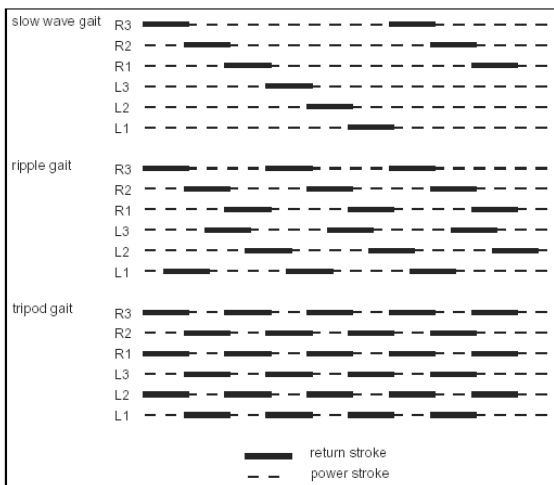 slow wave gait R3
R2
R1
L3
L2
L1
ripple gait R3
R2
R1
L3
L2
L1
tripod gait R3
R2
R1
L3
L2
L1
return stroke
power stroke